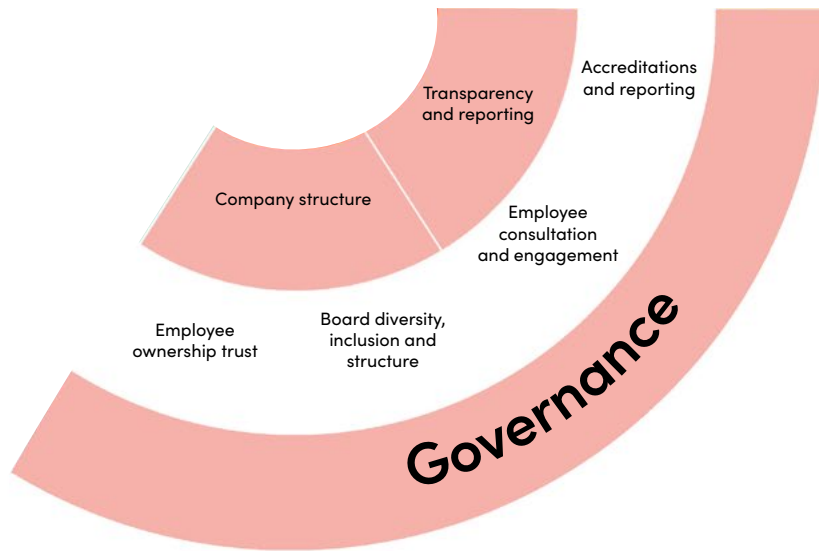 Accreditations
and reporting
Transparency
and reporting
Company structure
Employee
consultation
and engagement
Employee
ownership trust
Board diversity,
inclusion and
structure
Governance